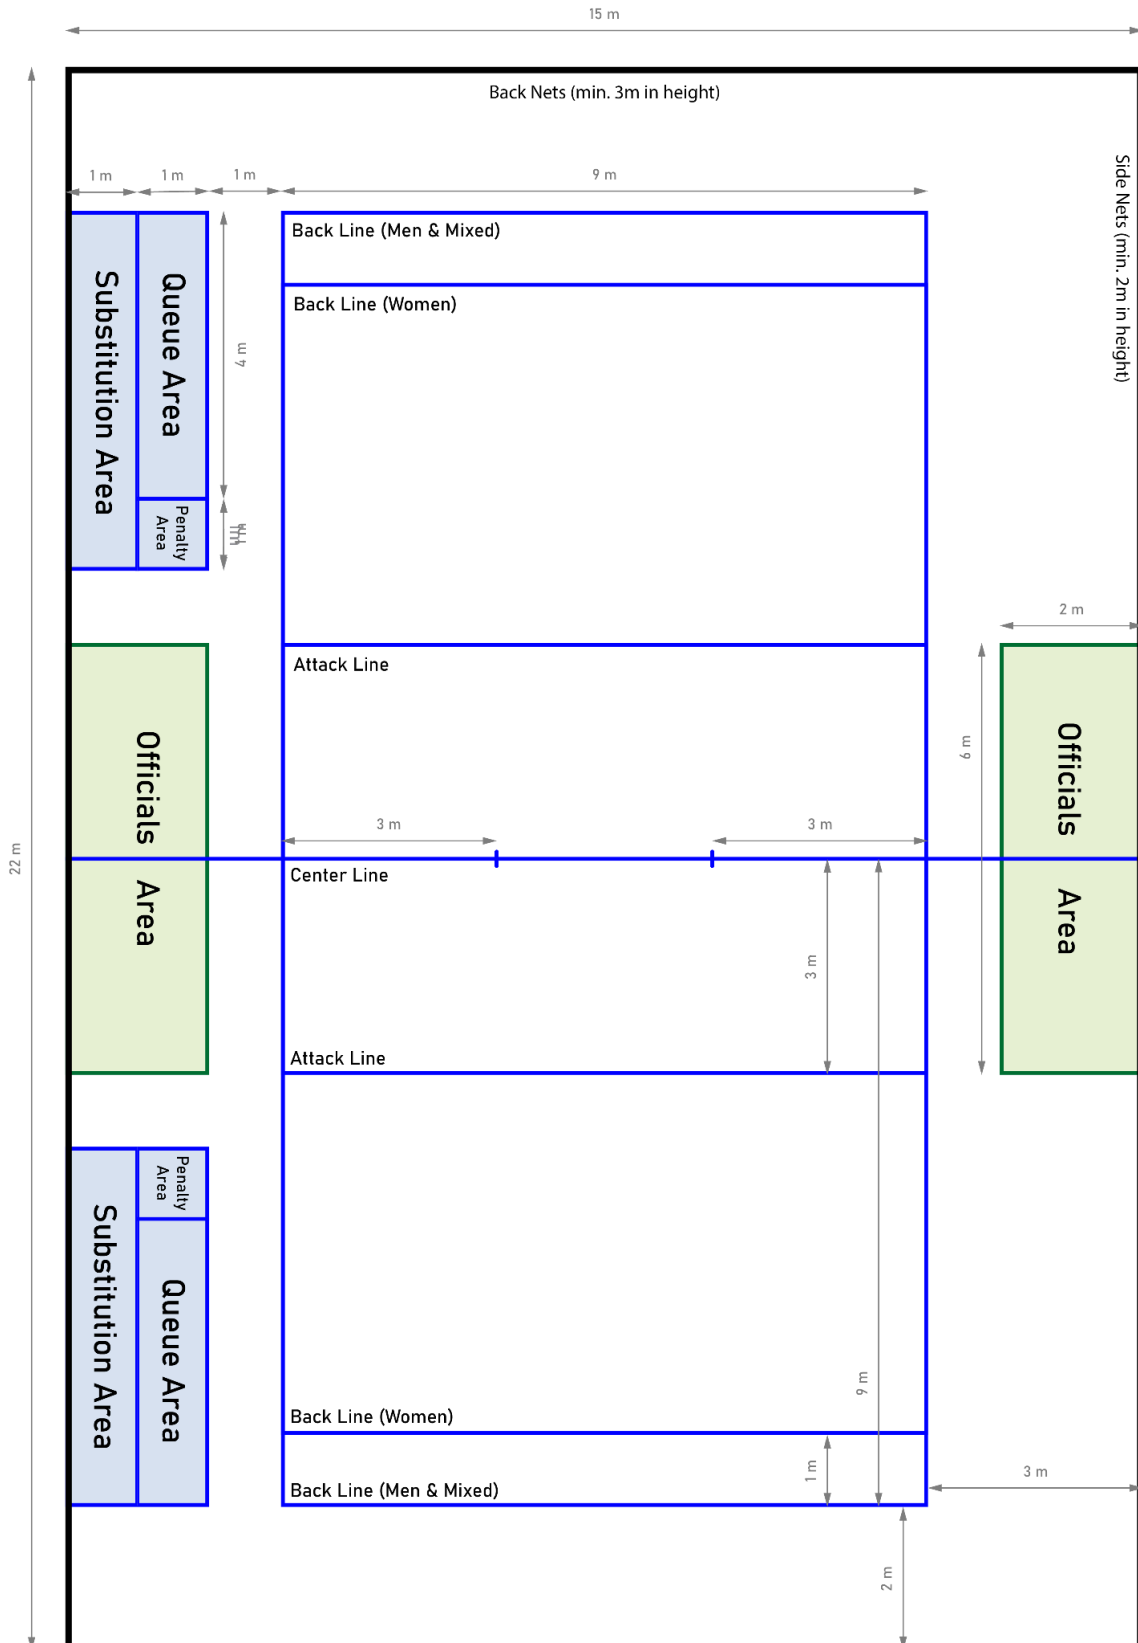 15 m
Back Nets (min. 3m in height)
Side Nets (min. 2m in height)
1 m
1 m
1 m
9 m
Back Line (Men & Mixed)
Back Line (Women)
Substitution Area
Queue Area
4 m
Penalty
Area
1m
2 m
Attack Line
Officials Area
6 m
Officials Area
3 m
3 m
22 m
Center Line
3 m
Attack Line
Penalty
Area
Substitution Area
Queue Area
9 m
Back Line (Women)
1 m
Back Line (Men & Mixed)
3 m
2 m